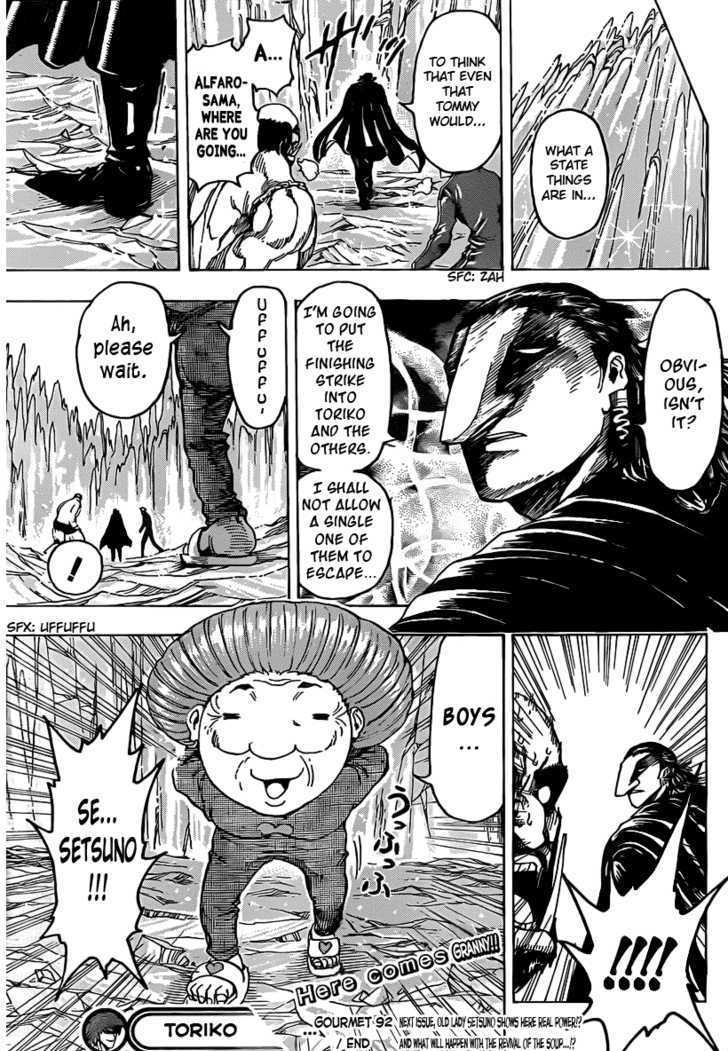 WHAT A
STATE
THINGS
ARE IN...
TO THINK
THAT EVEN
THAT
TOMMY
WOULD...
A...
ALFARO-
SAMA,
WHERE
ARE YOU
GOING...
SFC: ZAH
OBVI-
OUS,
ISN'T
IT?
I'M GOING
TO PUT
THE
FINISHING
STRIKE
INTO
TORIKO
AND THE
OTHERS.
I SHALL
NOT ALLOW
A SINGLE
ONE OF
THEM TO
ESCAPE...
UFFUFFU,
Ah,
please
wait.
!
SFX: UFFUFFU
!!!!
BOYS
...
うっふっふ
SE...
SETSUNO
!!!
Here comes GRANNY!!
TORIKO
....GOURMET 92
/ END
NEXT ISSUE, OLD LADY SETSUNO SHOWS HERE REAL POWER!?
AND WHAT WILL HAPPEN WITH THE REVIVAL OF THE SOUP...!?